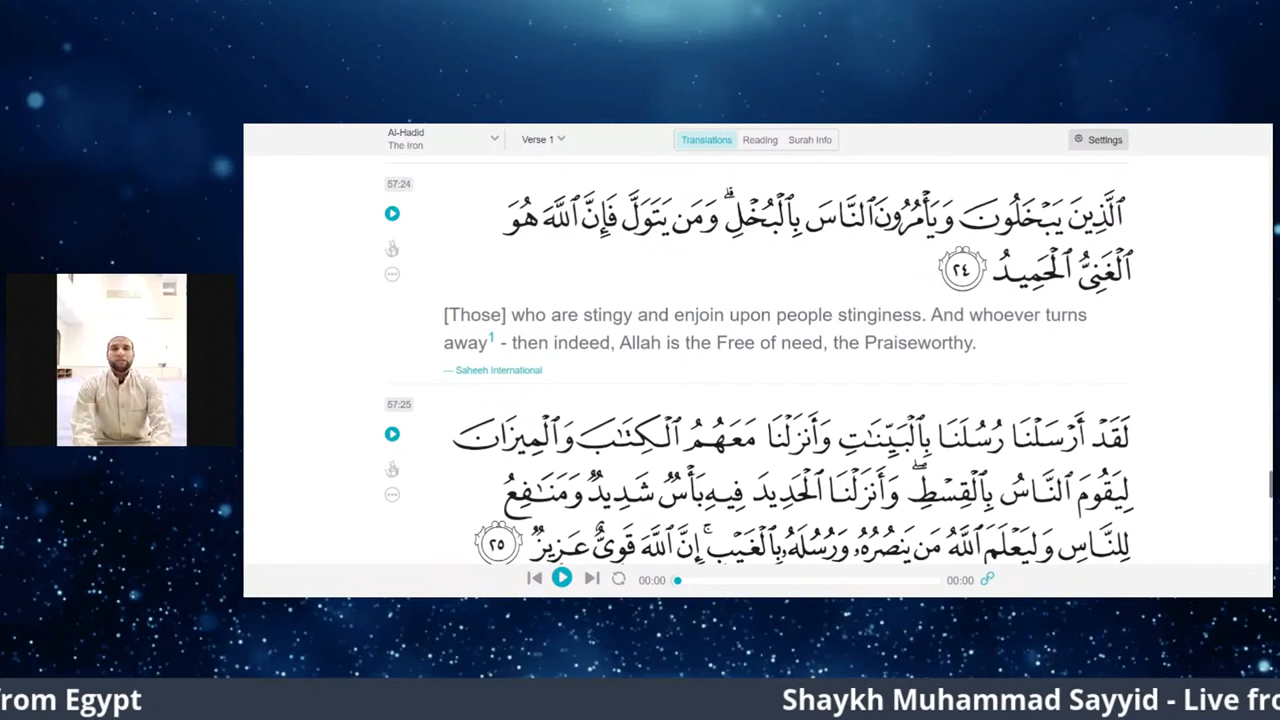 Al-Hadid
The Iron
Verse 1
Translations
Reading
Surah Info
Settings
57:24
ٱلَّذِينَ يَبْخَلُونَ وَيَأْمُرُونَ ٱلنَّاسَ بِٱلْبُخْلِ ۗ وَمَن يَتَوَلَّ فَإِنَّ ٱللَّهَ هُوَ
ٱلْغَنِىُّ ٱلْحَمِيدُ ٢٤
[Those] who are stingy and enjoin upon people stinginess. And whoever turns
away1 - then indeed, Allah is the Free of need, the Praiseworthy.
— Saheeh International
57:25
لَقَدْ أَرْسَلْنَا رُسُلَنَا بِٱلْبَيِّنَـٰتِ وَأَنزَلْنَا مَعَهُمُ ٱلْكِتَـٰبَ وَٱلْمِيزَانَ
لِيَقُومَ ٱلنَّاسُ بِٱلْقِسْطِ ۖ وَأَنزَلْنَا ٱلْحَدِيدَ فِيهِ بَأْسٌ شَدِيدٌ وَمَنَـٰفِعُ
لِلنَّاسِ وَلِيَعْلَمَ ٱللَّهُ مَن يَنصُرُهُۥ وَرُسُلَهُۥ بِٱلْغَيْبِ ۚ إِنَّ ٱللَّهَ قَوِىٌّ عَزِيزٌ ٢٥
00:00
00:00
from Egypt
Shaykh Muhammad Sayyid - Live fro